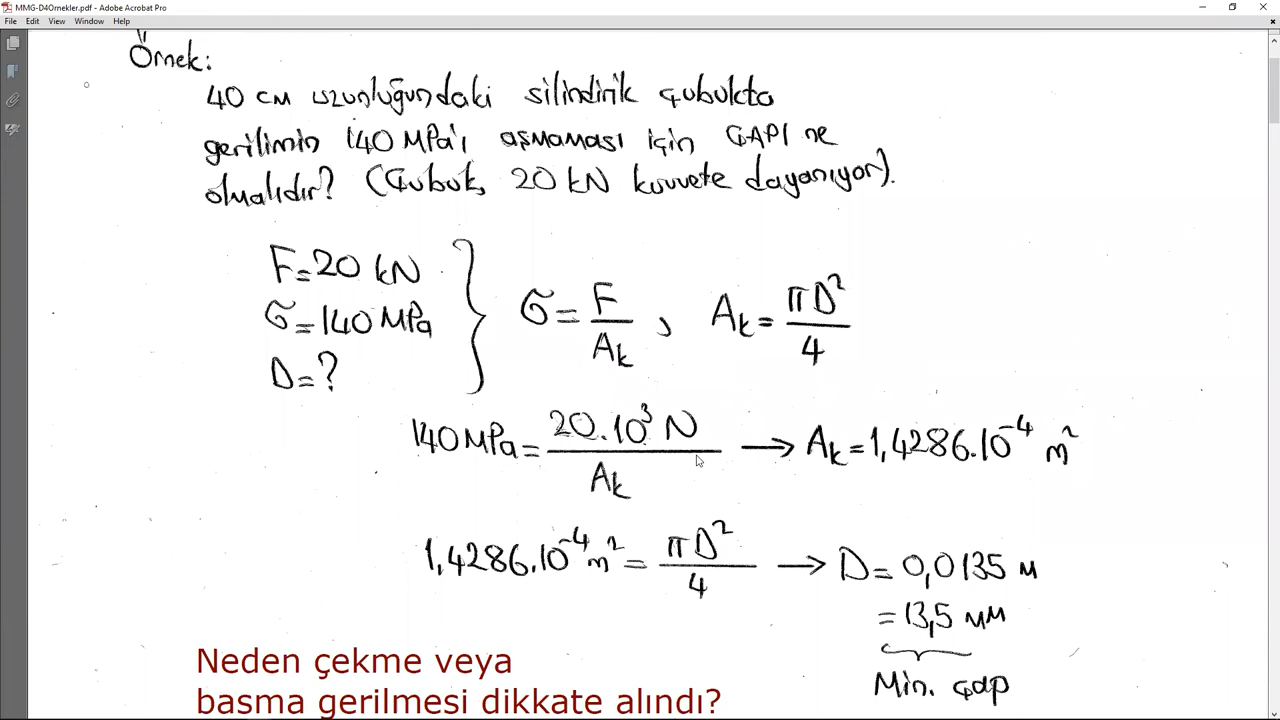 MMG-D4Ornekler.pdf - Adobe Acrobat Pro
File Edit View Window Help
Örnek:
40 cm uzunluğundaki silindirik çubukta
gerilimin 140 MPa'ı aşmaması için ÇAPI ne
olmalıdır? (Çubuk, 20 kN kuvvete dayanıyor).
F=20 kN
σ=140 MPa
D=?
σ = F/Ak , Ak = πD²/4
140 MPa = 20.10³ N / Ak → Ak = 1,4286.10⁻⁴ m²
1,4286.10⁻⁴ m² = πD²/4 → D = 0,0135 m
= 13,5 mm
Min. çap
Neden çekme veya
basma gerilmesi dikkate alındı?